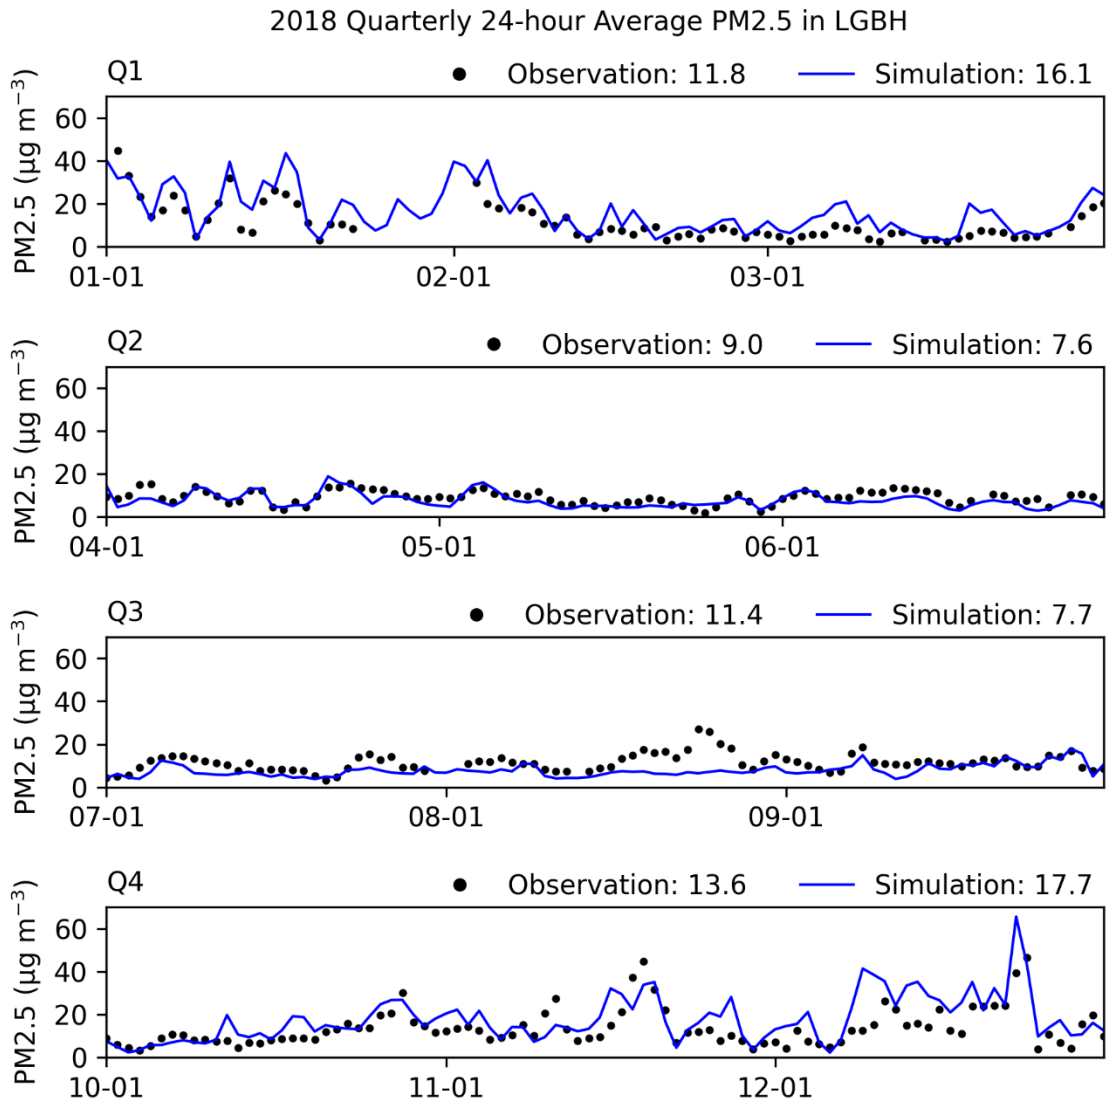 2018 Quarterly 24-hour Average PM2.5 in LGBH
Q1
Observation: 11.8
Simulation: 16.1
PM2.5 (µg m⁻³)
60
40
20
0
01-01
02-01
03-01
Q2
Observation: 9.0
Simulation: 7.6
PM2.5 (µg m⁻³)
60
40
20
0
04-01
05-01
06-01
Q3
Observation: 11.4
Simulation: 7.7
PM2.5 (µg m⁻³)
60
40
20
0
07-01
08-01
09-01
Q4
Observation: 13.6
Simulation: 17.7
PM2.5 (µg m⁻³)
60
40
20
0
10-01
11-01
12-01